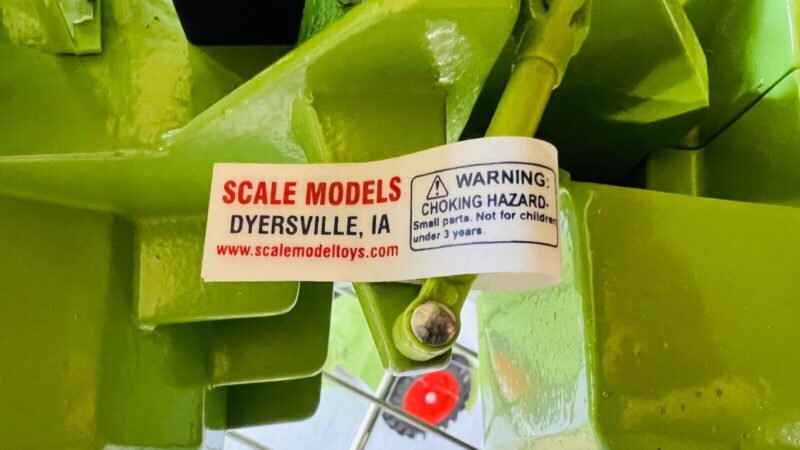 SCALE MODELS
DYERSVILLE, IA
www.scalemodeltoys.com
WARNING:
CHOKING HAZARD-
Small parts. Not for children
under 3 years.